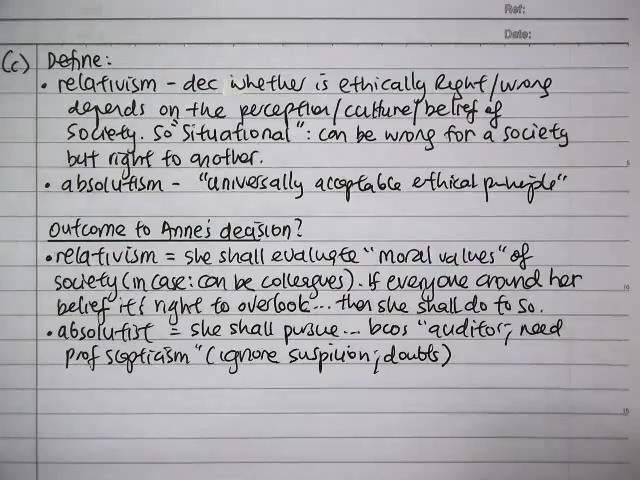 Ref:
Date:
(c) Define:
• relativism - dec whether is ethically Right/wrong
depends on the perception/culture/belief of
society. So "situational": can be wrong for a society
but right to another.
• absolutism - "universally acceptable ethical principle"
Outcome to Anne's decision?
• relativism = she shall evaluate "moral values" of
society (in case: can be colleagues). If everyone around her
belief it's right to overlook... then she shall do to so.
• absolutist = she shall pursue... bcos "auditor; need
prof scepticism" (ignore suspicion; doubts)
5
10
15